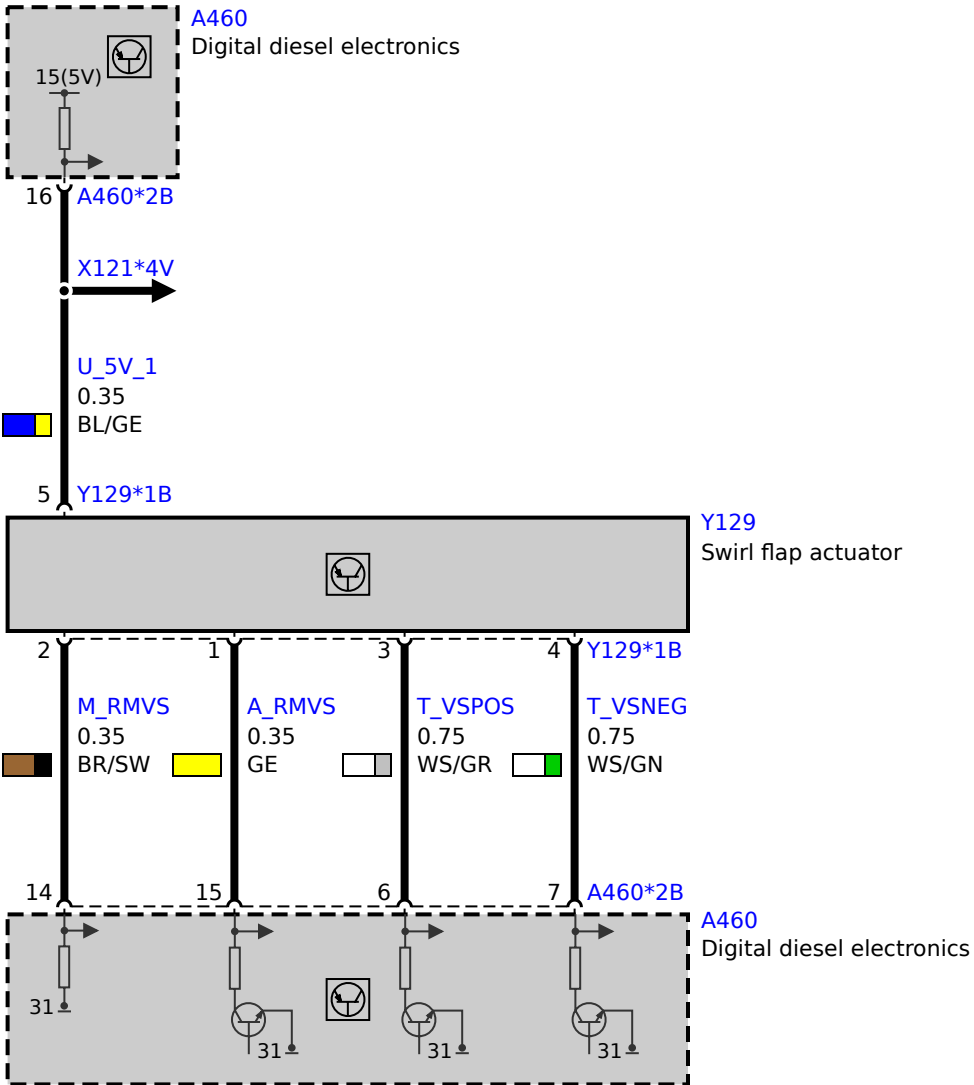 A460
Digital diesel electronics
15(5V)
16 A460*2B
X121*4V
U_5V_1
0.35
BL/GE
5 Y129*1B
Y129
Swirl flap actuator
2 1 3 4 Y129*1B
M_RMVS A_RMVS T_VSPOS T_VSNEG
0.35 0.35 0.75 0.75
BR/SW GE WS/GR WS/GN
14 15 6 7 A460*2B
A460
Digital diesel electronics
31
31 31 31